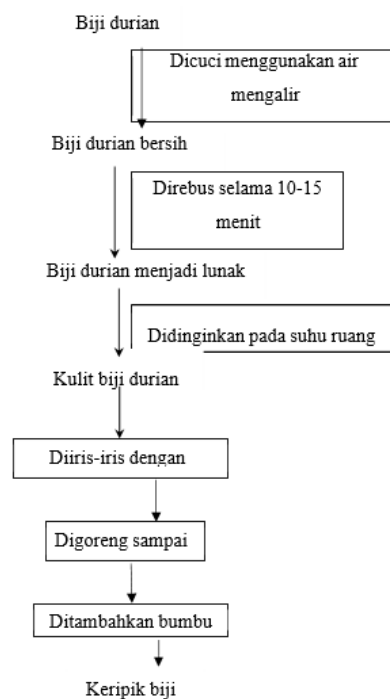 Biji durian
Dicuci menggunakan air
mengalir
Biji durian bersih
Direbus selama 10-15
menit
Biji durian menjadi lunak
Didinginkan pada suhu ruang
Kulit biji durian
Diiris-iris dengan
Digoreng sampai
Ditambahkan bumbu
Keripik biji